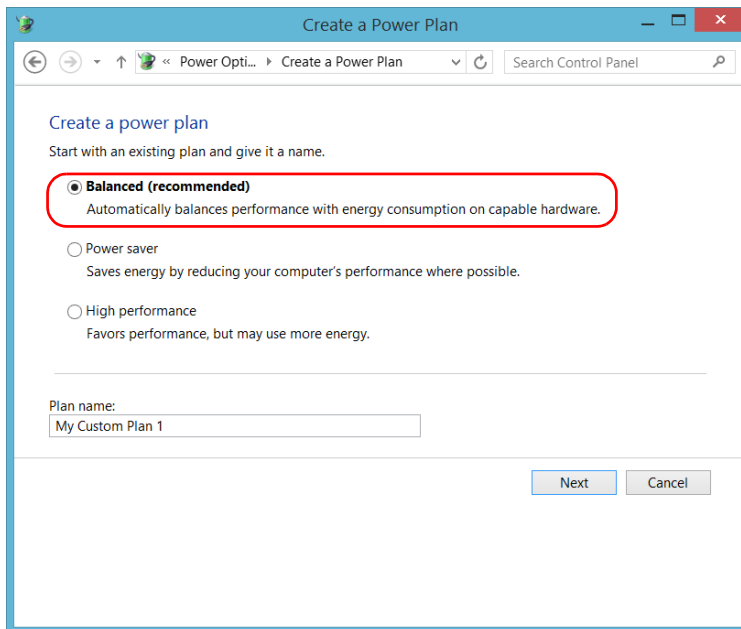 Create a Power Plan
« Power Opti... Create a Power Plan Search Control Panel
Create a power plan
Start with an existing plan and give it a name.
Balanced (recommended)
Automatically balances performance with energy consumption on capable hardware.
Power saver
Saves energy by reducing your computer's performance where possible.
High performance
Favors performance, but may use more energy.
Plan name:
My Custom Plan 1
Next Cancel